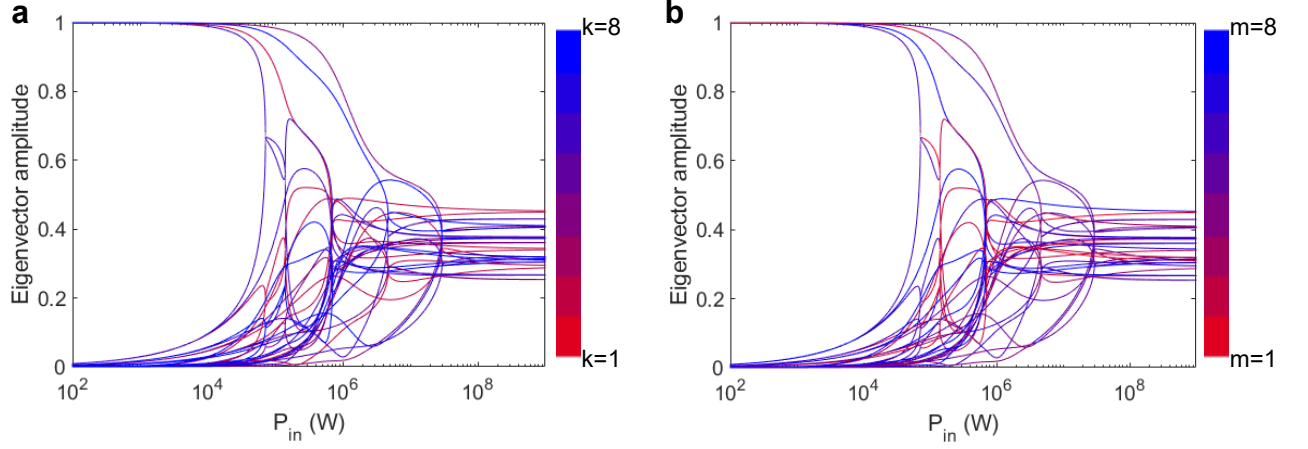 a
b
1
0.8
0.6
0.4
0.2
0
Eigenvector amplitude
10^2
10^4
10^6
10^8
P_in (W)
k=8
k=1
1
0.8
0.6
0.4
0.2
0
Eigenvector amplitude
10^2
10^4
10^6
10^8
P_in (W)
m=8
m=1